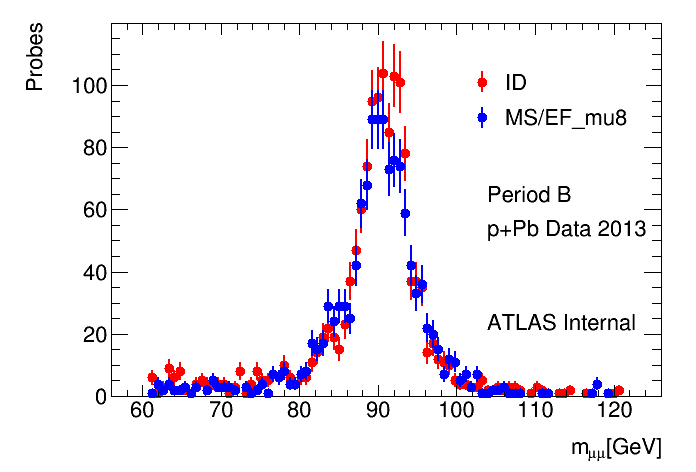 Probes
100
80
60
40
20
0
ID
MS/EF_mu8
Period B
p+Pb Data 2013
ATLAS Internal
60 70 80 90 100 110 120
mμμ[GeV]